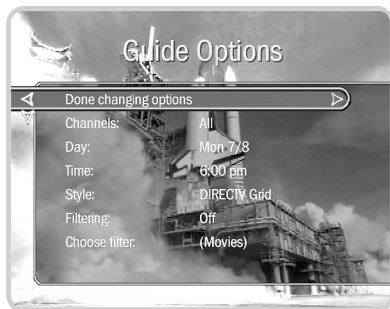 Guide Options
Done changing options
Channels: All
Day: Mon 7/8
Time: 6:00 pm
Style: DIRECTV Grid
Filtering: Off
Choose filter: (Movies)